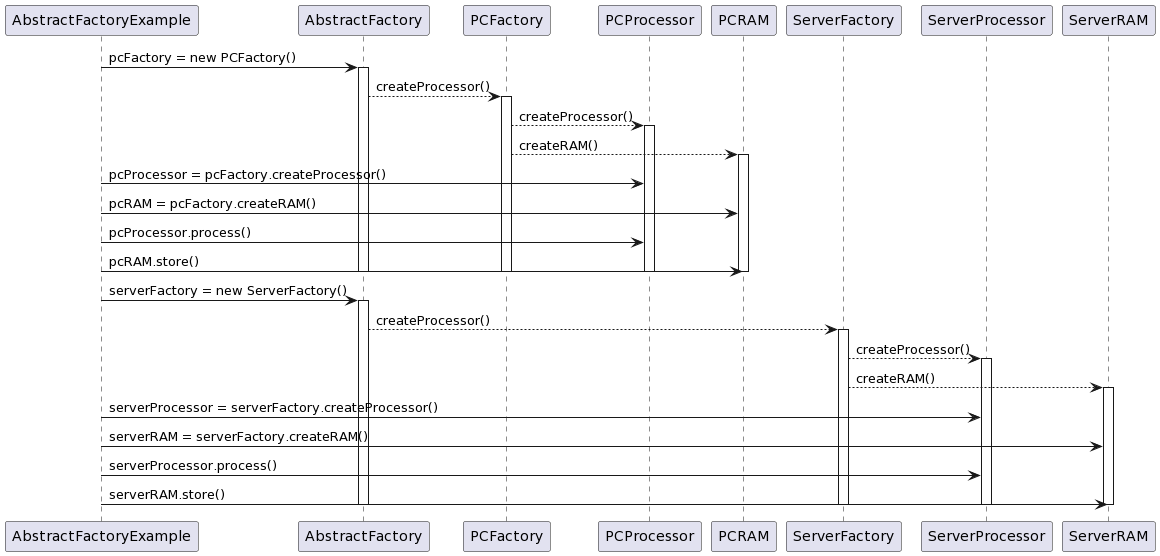 AbstractFactoryExample AbstractFactory PCFactory PCProcessor PCRAM ServerFactory ServerProcessor ServerRAM
pcFactory = new PCFactory()
createProcessor()
createProcessor()
createRAM()
pcProcessor = pcFactory.createProcessor()
pcRAM = pcFactory.createRAM()
pcProcessor.process()
pcRAM.store()
serverFactory = new ServerFactory()
createProcessor()
createProcessor()
createRAM()
serverProcessor = serverFactory.createProcessor()
serverRAM = serverFactory.createRAM()
serverProcessor.process()
serverRAM.store()
AbstractFactoryExample AbstractFactory PCFactory PCProcessor PCRAM ServerFactory ServerProcessor ServerRAM